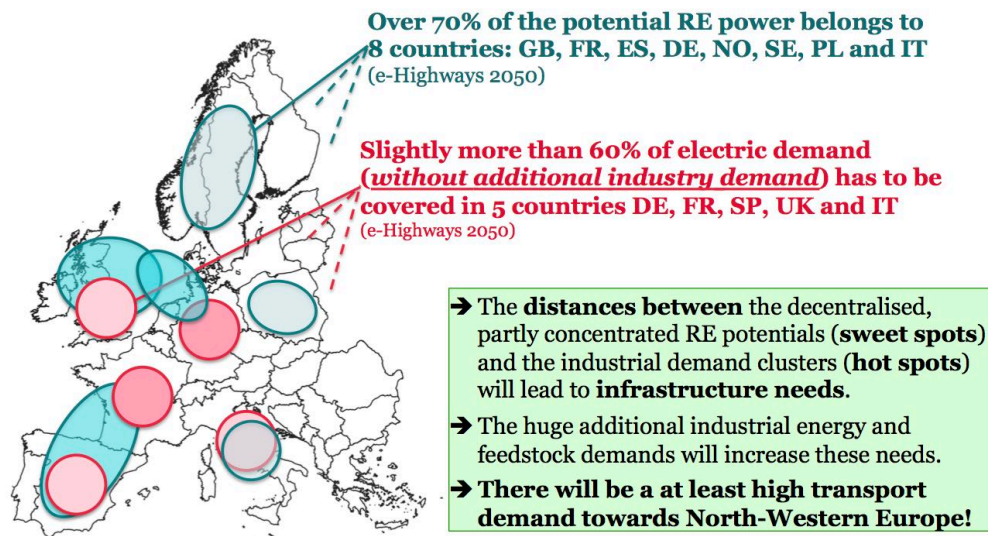 Over 70% of the potential RE power belongs to
8 countries: GB, FR, ES, DE, NO, SE, PL and IT
(e-Highways 2050)
Slightly more than 60% of electric demand
(without additional industry demand) has to be
covered in 5 countries DE, FR, SP, UK and IT
(e-Highways 2050)
➔ The distances between the decentralised,
partly concentrated RE potentials (sweet spots)
and the industrial demand clusters (hot spots)
will lead to infrastructure needs.
➔ The huge additional industrial energy and
feedstock demands will increase these needs.
➔ There will be a at least high transport
demand towards North-Western Europe!